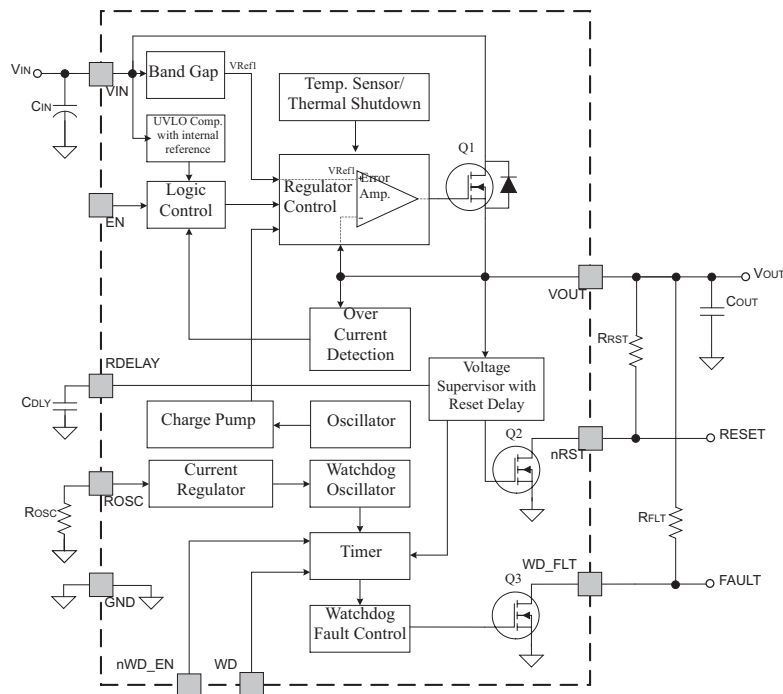 VIN
CIN
VIN
Band Gap
VRef1
Temp. Sensor/
Thermal Shutdown
UVLO Comp.
with internal
reference
Q1
VRef1
Error
Amp.
Regulator
Control
Logic
Control
EN
VOUT
VOUT
COUT
Over
Current
Detection
RRST
RDELAY
Voltage
Supervisor with
Reset Delay
CDLY
Charge Pump
Oscillator
Q2
nRST
RESET
Current
Regulator
Watchdog
Oscillator
ROSC
ROSC
RFLT
Timer
WD_FLT
Q3
FAULT
GND
Watchdog
Fault Control
nWD_EN
WD